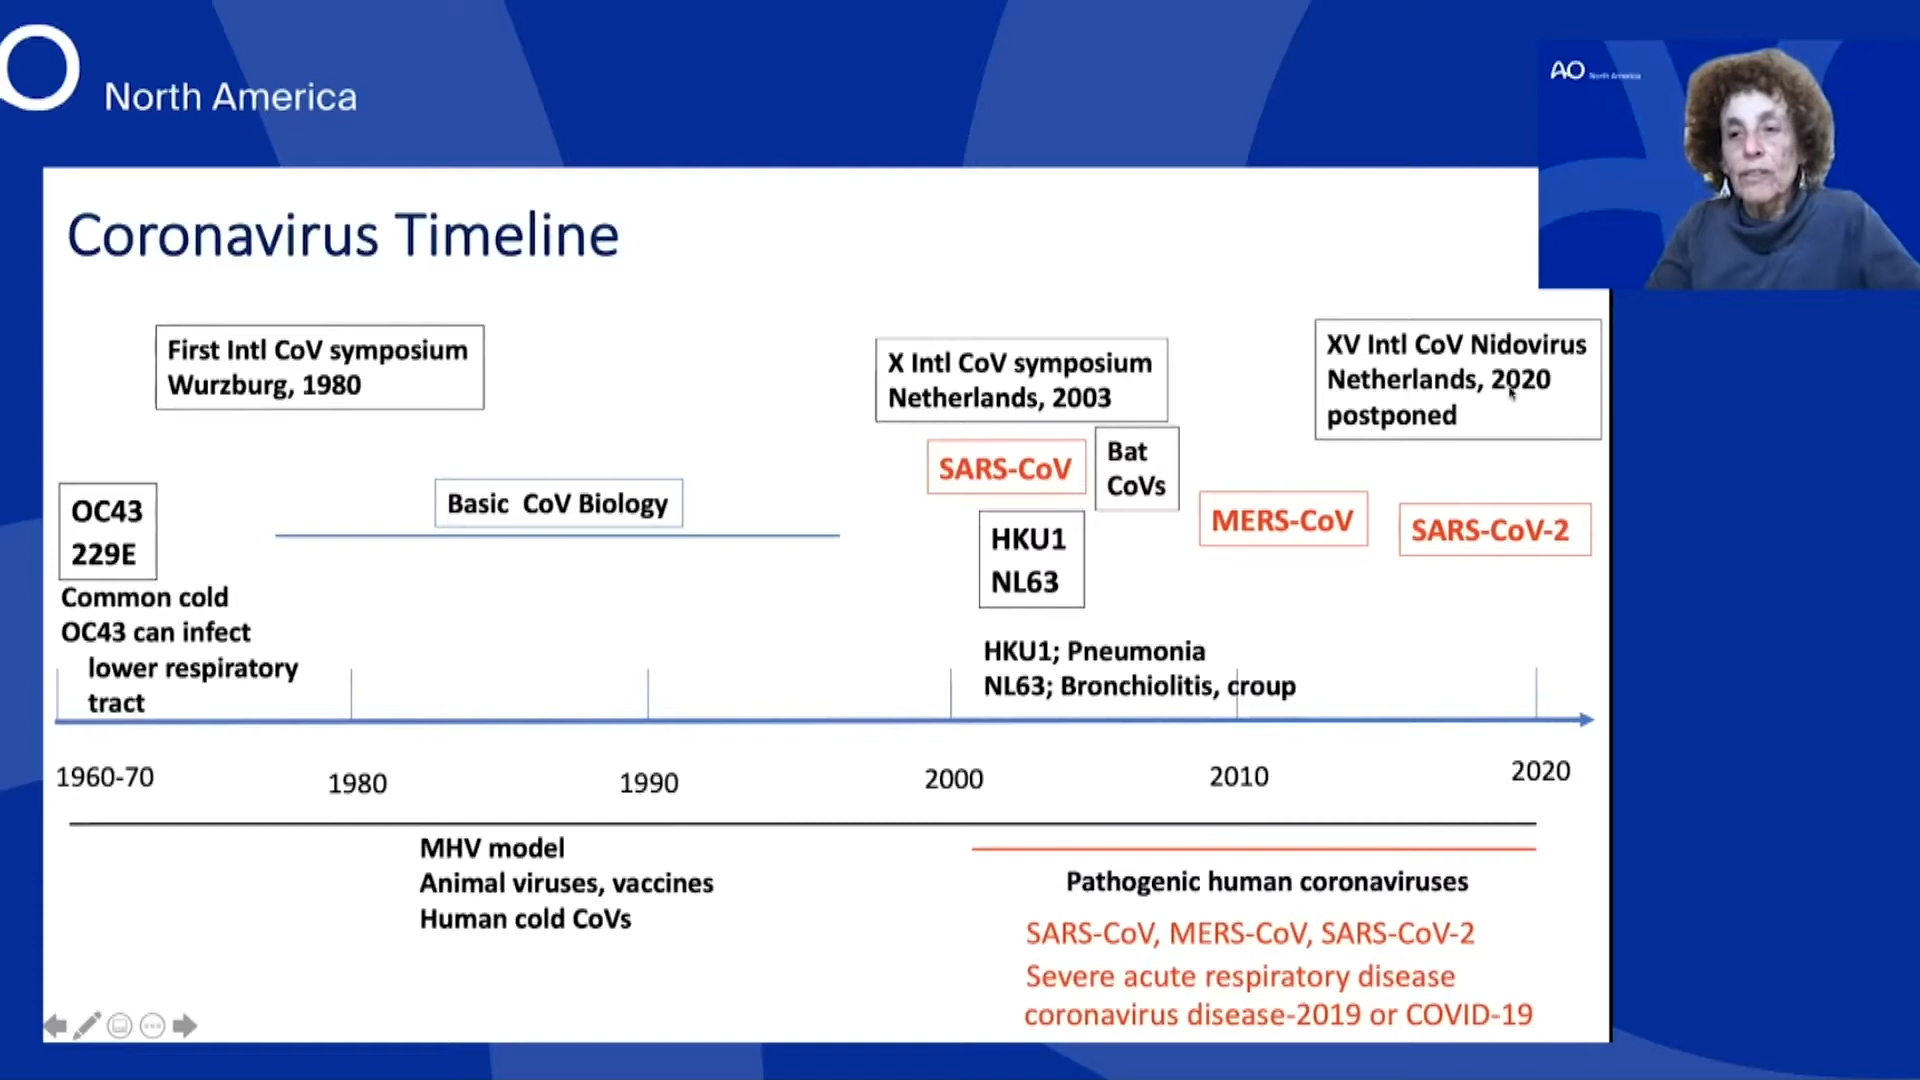 North America
AO North America
Coronavirus Timeline
First Intl CoV symposium
Wurzburg, 1980
X Intl CoV symposium
Netherlands, 2003
XV Intl CoV Nidovirus
Netherlands, 2020
postponed
SARS-CoV
Bat
CoVs
OC43
229E
Basic CoV Biology
MERS-CoV
SARS-CoV-2
HKU1
NL63
Common cold
OC43 can infect
lower respiratory
tract
HKU1; Pneumonia
NL63; Bronchiolitis, croup
1960-70
1980
1990
2000
2010
2020
MHV model
Animal viruses, vaccines
Human cold CoVs
Pathogenic human coronaviruses
SARS-CoV, MERS-CoV, SARS-CoV-2
Severe acute respiratory disease
coronavirus disease-2019 or COVID-19